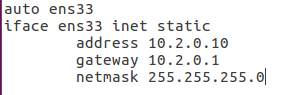 auto ens33
iface ens33 inet static
        address 10.2.0.10
        gateway 10.2.0.1
        netmask 255.255.255.0